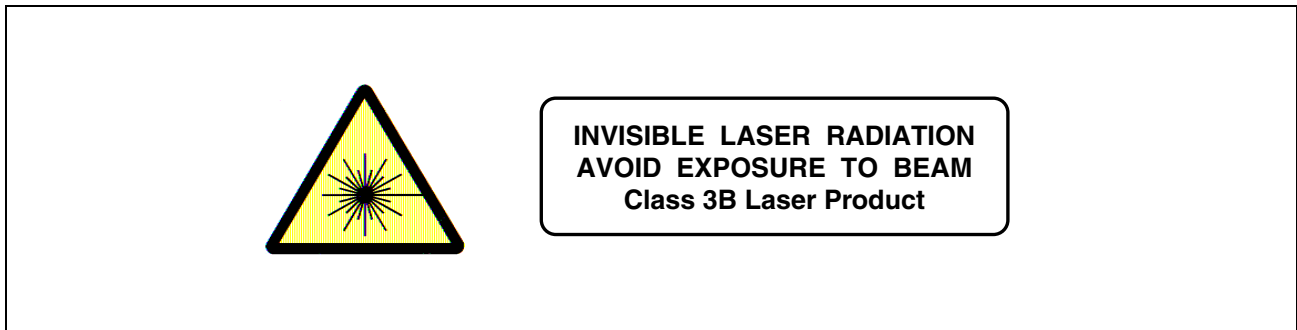 INVISIBLE LASER RADIATION
AVOID EXPOSURE TO BEAM
Class 3B Laser Product